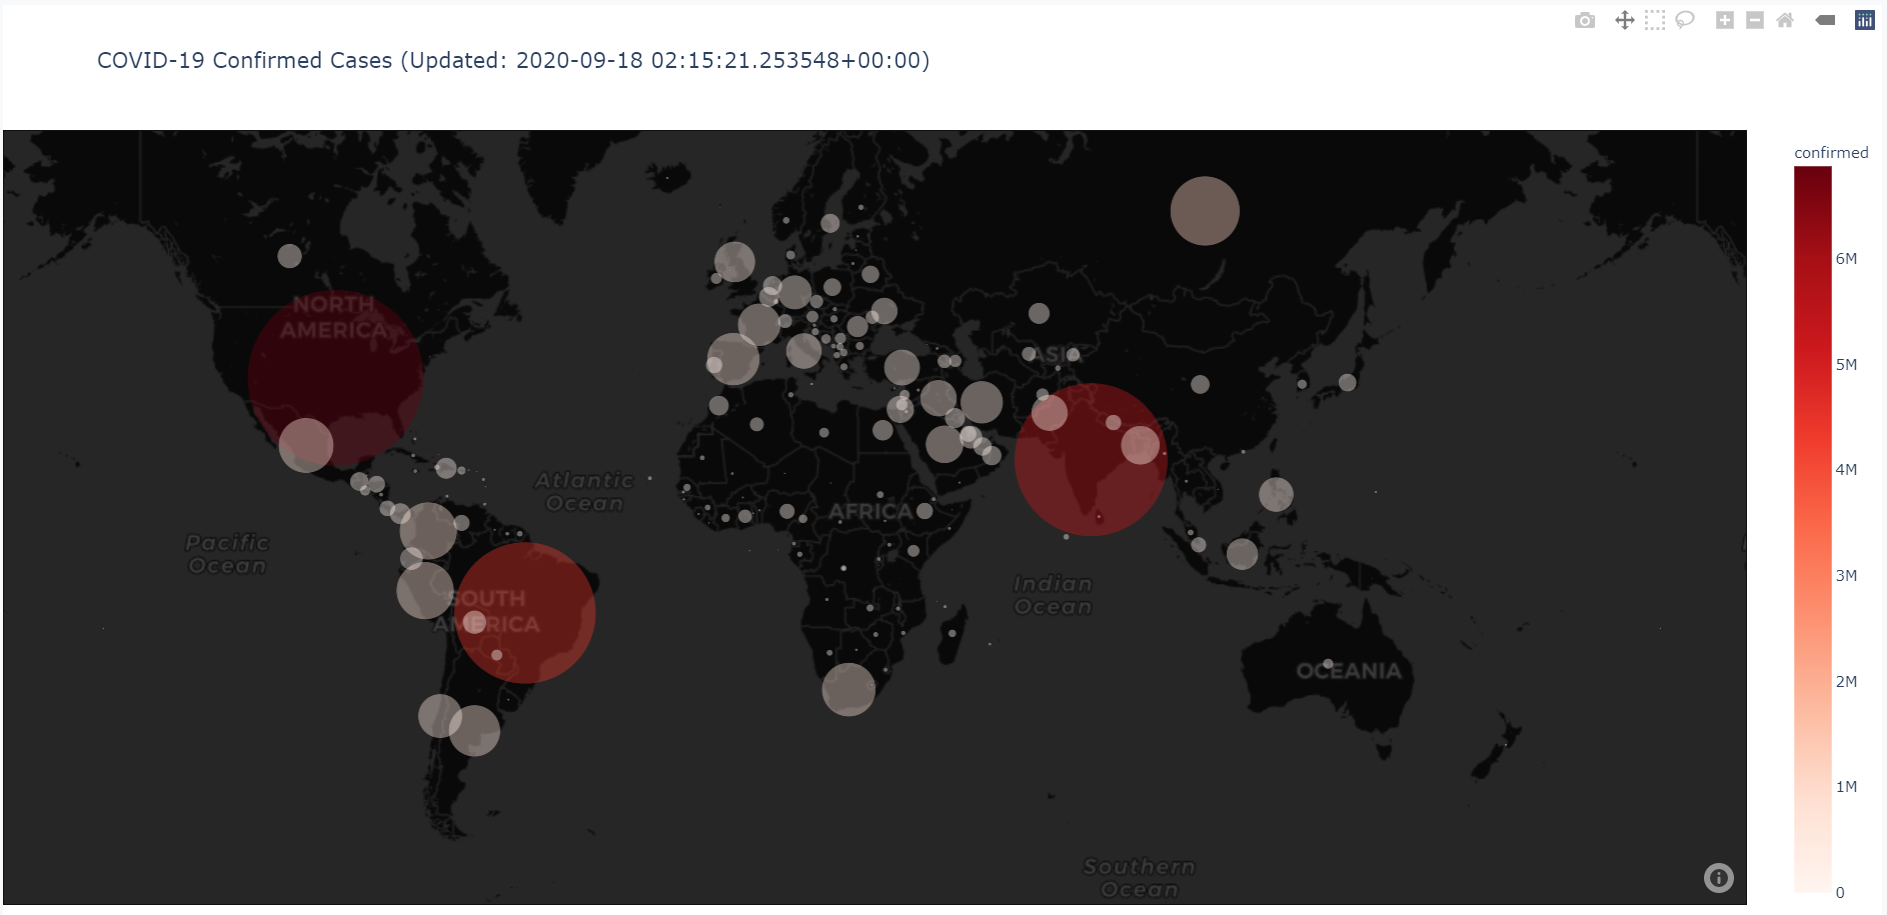 COVID-19 Confirmed Cases (Updated: 2020-09-18 02:15:21.253548+00:00)
confirmed
6M
5M
4M
3M
2M
1M
0
NORTH
AMERICA
ASIA
Atlantic
Ocean
AFRICA
Pacific
Ocean
Indian
Ocean
SOUTH
AMERICA
OCEANIA
Southern
Ocean